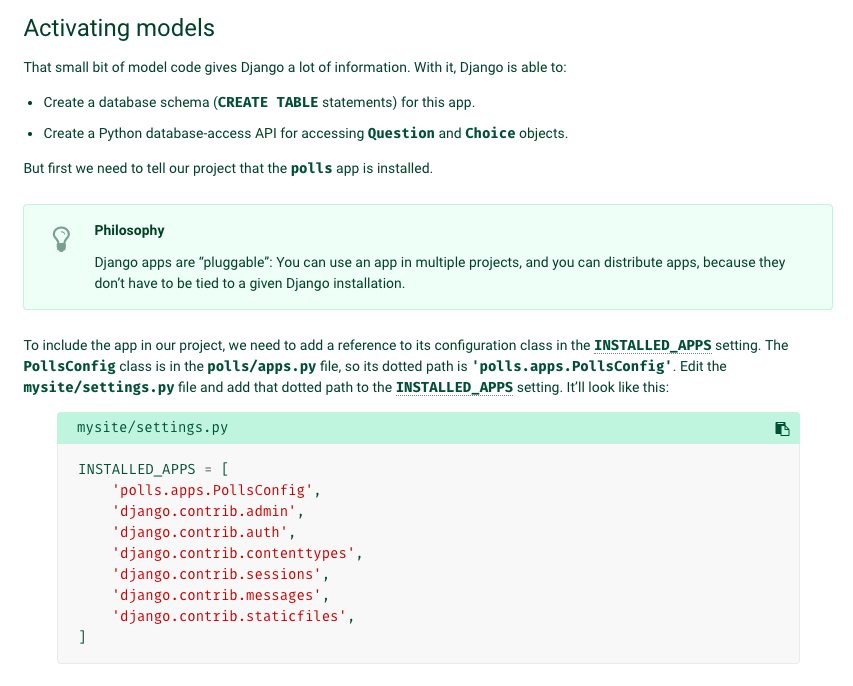 Activating models
That small bit of model code gives Django a lot of information. With it, Django is able to:
• Create a database schema (CREATE TABLE statements) for this app.
• Create a Python database-access API for accessing Question and Choice objects.
But first we need to tell our project that the polls app is installed.
Philosophy
Django apps are “pluggable”: You can use an app in multiple projects, and you can distribute apps, because they
don’t have to be tied to a given Django installation.
To include the app in our project, we need to add a reference to its configuration class in the INSTALLED_APPS setting. The
PollsConfig class is in the polls/apps.py file, so its dotted path is 'polls.apps.PollsConfig'. Edit the
mysite/settings.py file and add that dotted path to the INSTALLED_APPS setting. It’ll look like this:
mysite/settings.py
INSTALLED_APPS = [
    'polls.apps.PollsConfig',
    'django.contrib.admin',
    'django.contrib.auth',
    'django.contrib.contenttypes',
    'django.contrib.sessions',
    'django.contrib.messages',
    'django.contrib.staticfiles',
]